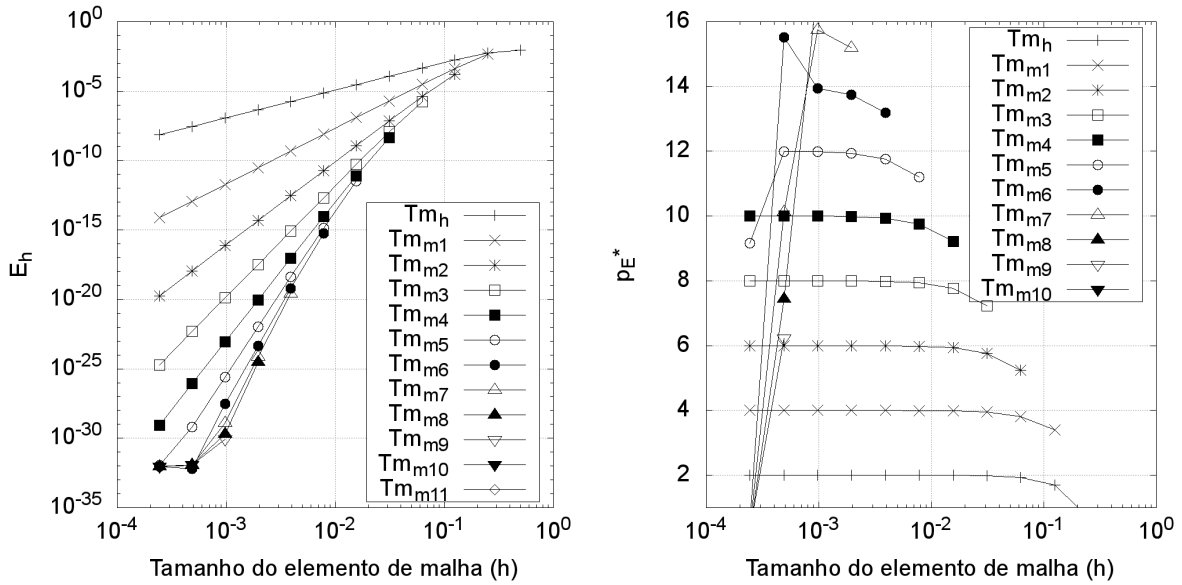 10^0
10^-5
10^-10
10^-15
10^-20
10^-25
10^-30
10^-35
E_h
Tm_h
Tm_m1
Tm_m2
Tm_m3
Tm_m4
Tm_m5
Tm_m6
Tm_m7
Tm_m8
Tm_m9
Tm_m10
Tm_m11
10^-4 10^-3 10^-2 10^-1 10^0
Tamanho do elemento de malha (h)
16
14
12
10
8
6
4
2
p_E*
Tm_h
Tm_m1
Tm_m2
Tm_m3
Tm_m4
Tm_m5
Tm_m6
Tm_m7
Tm_m8
Tm_m9
Tm_m10
10^-4 10^-3 10^-2 10^-1 10^0
Tamanho do elemento de malha (h)